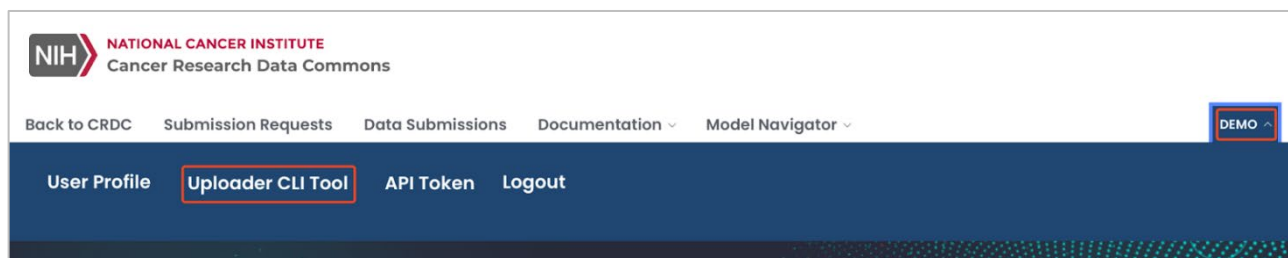 NIH NATIONAL CANCER INSTITUTE
Cancer Research Data Commons
Back to CRDC Submission Requests Data Submissions Documentation Model Navigator DEMO
User Profile Uploader CLI Tool API Token Logout